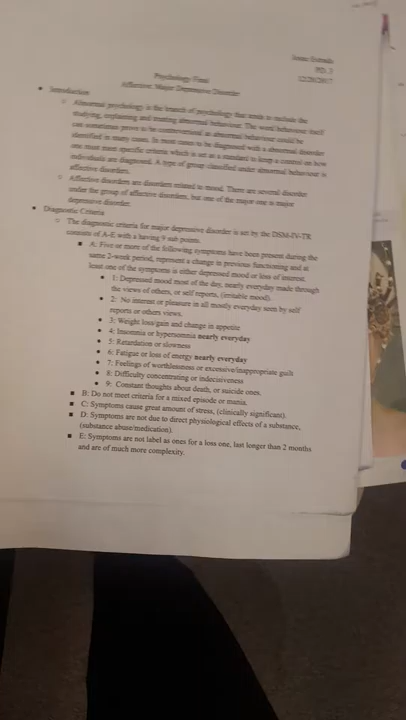 PD. 3
12/20/2017
Psychology Final
Affective: Major Depressive Disorder
• Introduction
○ Abnormal psychology is the branch of psychology that tends to include the
studying, explaining and treating abnormal behaviour. The word behaviour itself
can sometimes prove to be controversial as abnormal behaviour could be
identified in many cases. In most cases to be diagnosed with a abnormal disorder
one must meet specific criteria which is set as a standard to keep a control on how
individuals are diagnosed. A type of group classified under abnormal behaviour is
affective disorders.
○ Affective disorders are disorders related to mood. There are several disorder
under the group of affective disorders, but one of the major one is major
depressive disorder.
• Diagnostic Criteria
○ The diagnostic criteria for major depressive disorder is set by the DSM-IV-TR
consists of A-E with a having 9 sub points.
■ A: Five or more of the following symptoms have been present during the
same 2-week period, represent a change in previous functioning and at
least one of the symptoms is either depressed mood or loss of interest.
• 1: Depressed mood most of the day, nearly everyday made through
the views of others, or self reports, (irritable mood).
• 2: No interest or pleasure in all mostly everyday seen by self
reports or others views.
• 3: Weight loss/gain and change in appetite
• 4: Insomnia or hypersomnia nearly everyday
• 5: Retardation or slowness
• 6: Fatigue or loss of energy nearly everyday
• 7: Feelings of worthlessness or excessive/inappropriate guilt
• 8: Difficulty concentrating or indecisiveness
• 9: Constant thoughts about death, or suicide ones.
■ B: Do not meet criteria for a mixed episode or mania.
■ C: Symptoms cause great amount of stress, (clinically significant).
■ D: Symptoms are not due to direct physiological effects of a substance,
(substance abuse/medication).
■ E: Symptoms are not label as ones for a loss one, last longer than 2 months
and are of much more complexity.